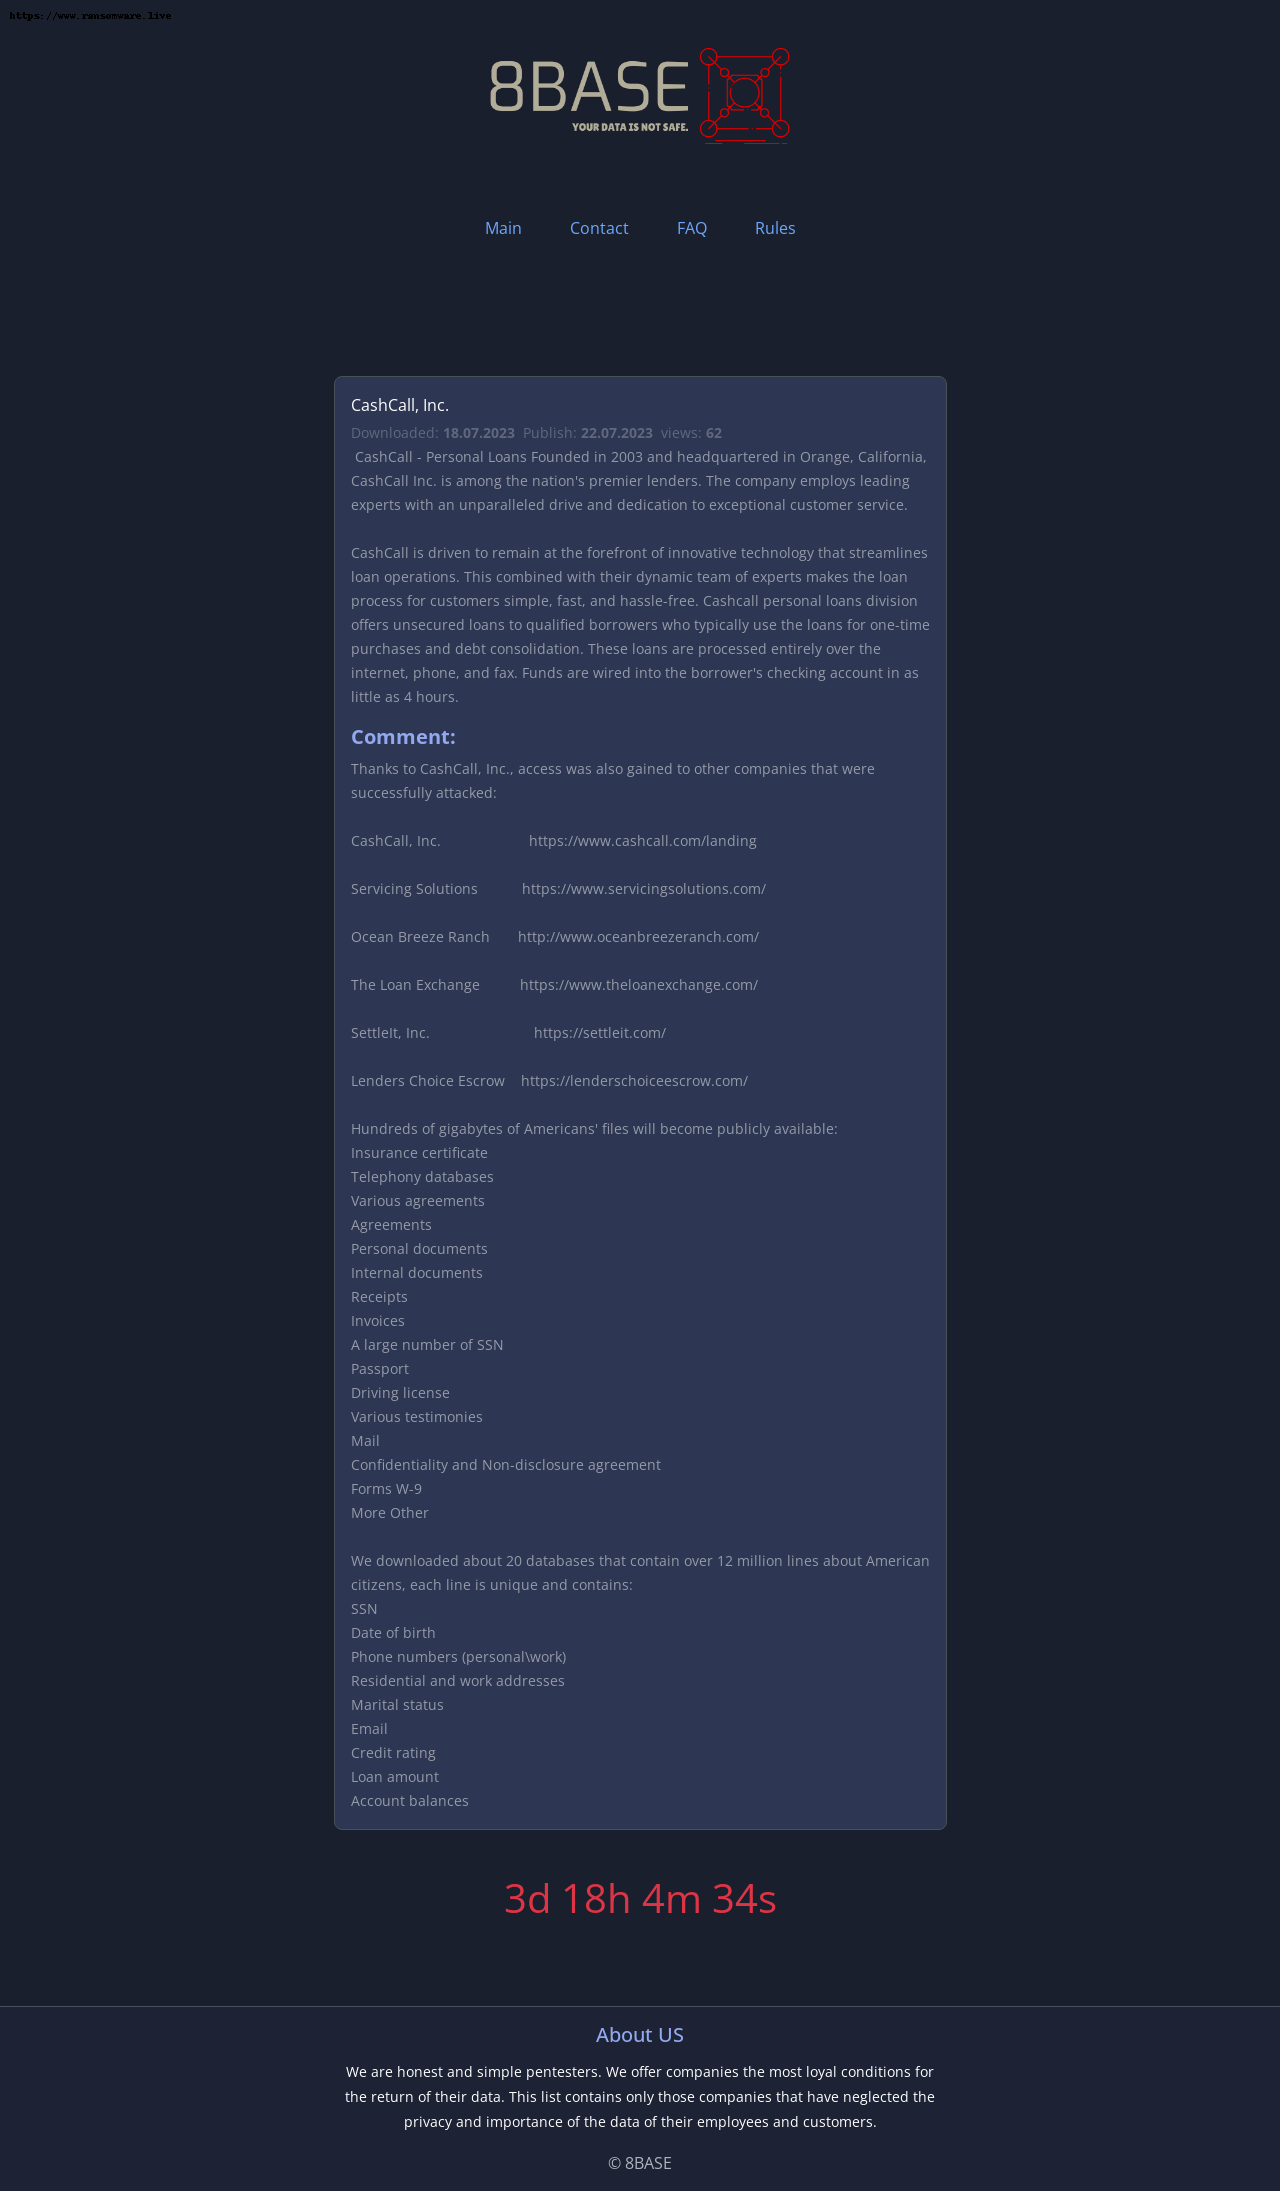 https://www.ransomware.live
8BASE
YOUR DATA IS NOT SAFE.
Main Contact FAQ Rules
CashCall, Inc.
Downloaded: 18.07.2023 Publish: 22.07.2023 views: 62
CashCall - Personal Loans Founded in 2003 and headquartered in Orange, California,
CashCall Inc. is among the nation's premier lenders. The company employs leading
experts with an unparalleled drive and dedication to exceptional customer service.
CashCall is driven to remain at the forefront of innovative technology that streamlines
loan operations. This combined with their dynamic team of experts makes the loan
process for customers simple, fast, and hassle-free. Cashcall personal loans division
offers unsecured loans to qualified borrowers who typically use the loans for one-time
purchases and debt consolidation. These loans are processed entirely over the
internet, phone, and fax. Funds are wired into the borrower's checking account in as
little as 4 hours.
Comment:
Thanks to CashCall, Inc., access was also gained to other companies that were
successfully attacked:
CashCall, Inc. https://www.cashcall.com/landing
Servicing Solutions https://www.servicingsolutions.com/
Ocean Breeze Ranch http://www.oceanbreezeranch.com/
The Loan Exchange https://www.theloanexchange.com/
SettleIt, Inc. https://settleit.com/
Lenders Choice Escrow https://lenderschoiceescrow.com/
Hundreds of gigabytes of Americans' files will become publicly available:
Insurance certificate
Telephony databases
Various agreements
Agreements
Personal documents
Internal documents
Receipts
Invoices
A large number of SSN
Passport
Driving license
Various testimonies
Mail
Confidentiality and Non-disclosure agreement
Forms W-9
More Other
We downloaded about 20 databases that contain over 12 million lines about American
citizens, each line is unique and contains:
SSN
Date of birth
Phone numbers (personal\work)
Residential and work addresses
Marital status
Email
Credit rating
Loan amount
Account balances
3d 18h 4m 34s
About US
We are honest and simple pentesters. We offer companies the most loyal conditions for
the return of their data. This list contains only those companies that have neglected the
privacy and importance of the data of their employees and customers.
© 8BASE